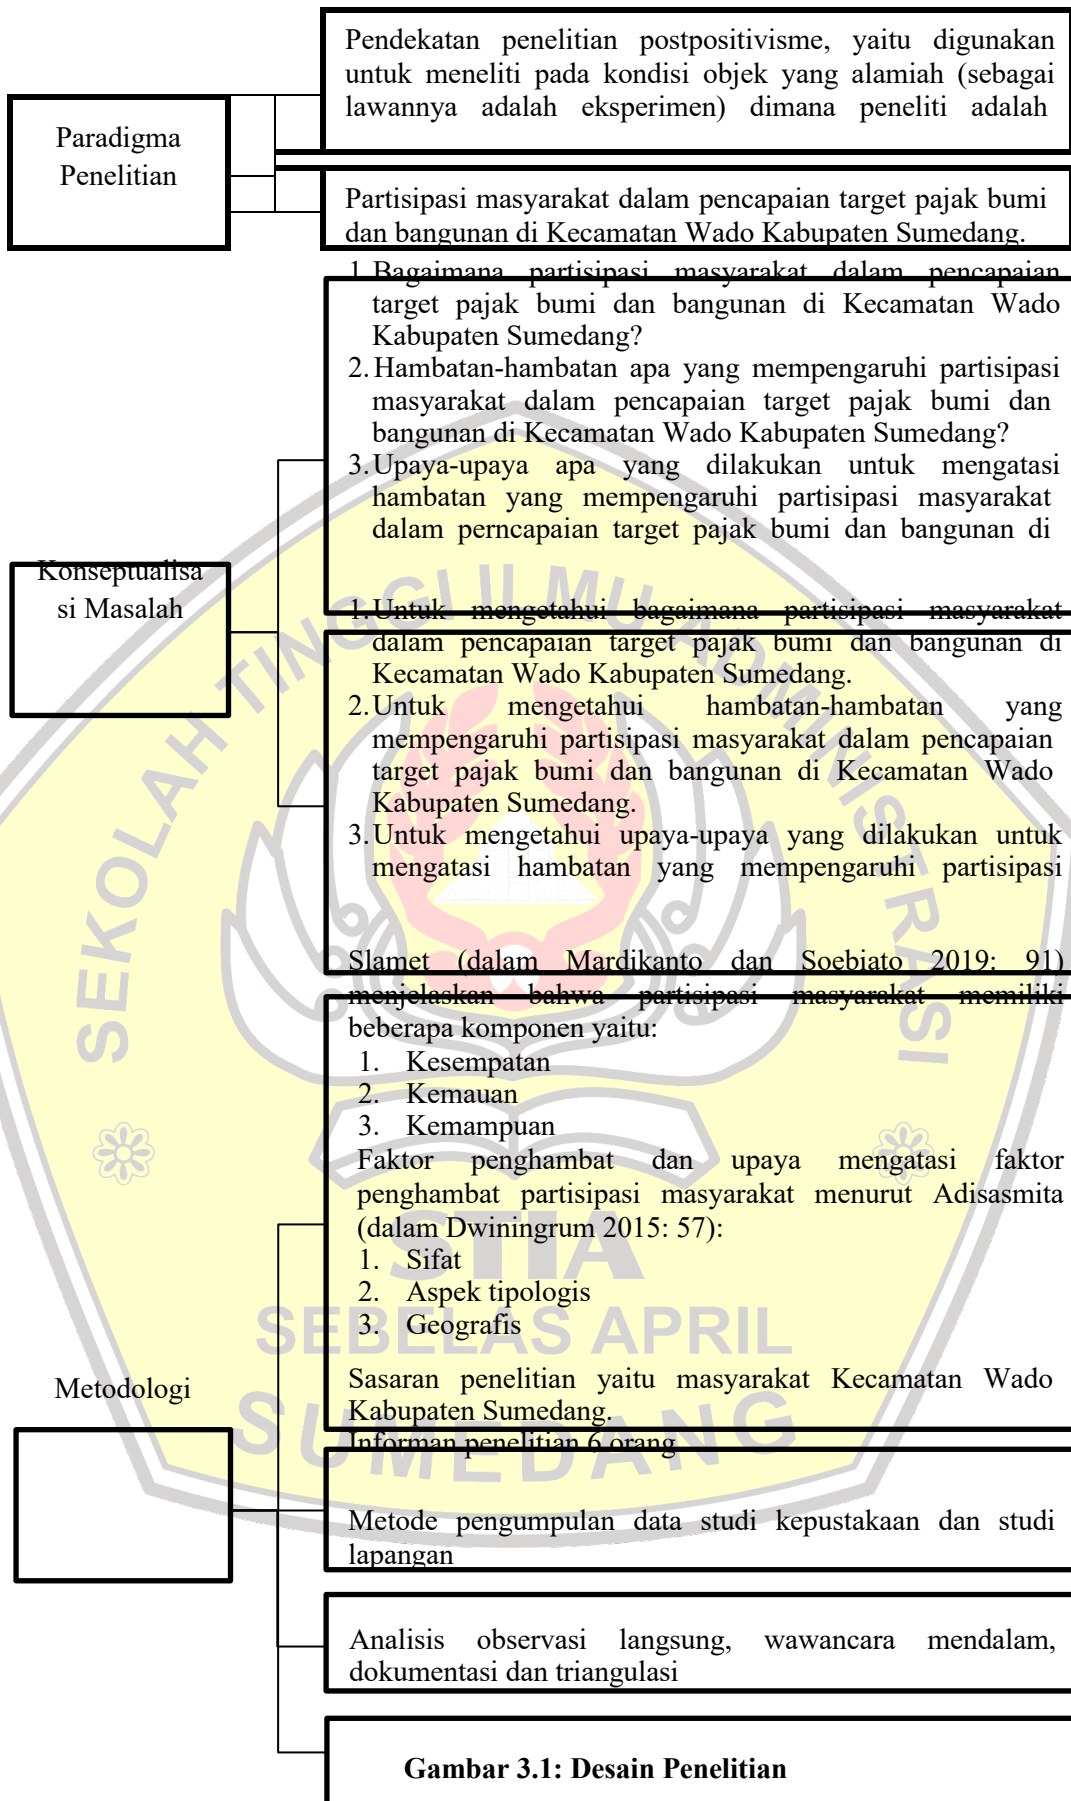 Pendekatan penelitian postpositivisme, yaitu digunakan
untuk meneliti pada kondisi objek yang alamiah (sebagai
lawannya adalah eksperimen) dimana peneliti adalah
Paradigma
Penelitian
Partisipasi masyarakat dalam pencapaian target pajak bumi
dan bangunan di Kecamatan Wado Kabupaten Sumedang.
1.Bagaimana partisipasi masyarakat dalam pencapaian
target pajak bumi dan bangunan di Kecamatan Wado
Kabupaten Sumedang?
2.Hambatan-hambatan apa yang mempengaruhi partisipasi
masyarakat dalam pencapaian target pajak bumi dan
bangunan di Kecamatan Wado Kabupaten Sumedang?
3.Upaya-upaya apa yang dilakukan untuk mengatasi
hambatan yang mempengaruhi partisipasi masyarakat
dalam perncapaian target pajak bumi dan bangunan di
Konseptualisa
si Masalah
1.Untuk mengetahui bagaimana partisipasi masyarakat
dalam pencapaian target pajak bumi dan bangunan di
Kecamatan Wado Kabupaten Sumedang.
2.Untuk mengetahui hambatan-hambatan yang
mempengaruhi partisipasi masyarakat dalam pencapaian
target pajak bumi dan bangunan di Kecamatan Wado
Kabupaten Sumedang.
3.Untuk mengetahui upaya-upaya yang dilakukan untuk
mengatasi hambatan yang mempengaruhi partisipasi
Slamet (dalam Mardikanto dan Soebiato 2019: 91)
menjelaskan bahwa partisipasi masyarakat memiliki
beberapa komponen yaitu:
1. Kesempatan
2. Kemauan
3. Kemampuan
Faktor penghambat dan upaya mengatasi faktor
penghambat partisipasi masyarakat menurut Adisasmita
(dalam Dwiningrum 2015: 57):
1. Sifat
2. Aspek tipologis
3. Geografis
Metodologi
Sasaran penelitian yaitu masyarakat Kecamatan Wado
Kabupaten Sumedang.
Informan penelitian 6 orang
Metode pengumpulan data studi kepustakaan dan studi
lapangan
Analisis observasi langsung, wawancara mendalam,
dokumentasi dan triangulasi
Gambar 3.1: Desain Penelitian
SEKOLAH TINGGI ILMU ADMINISTRASI
STIA
SEBELAS APRIL
SUMEDANG